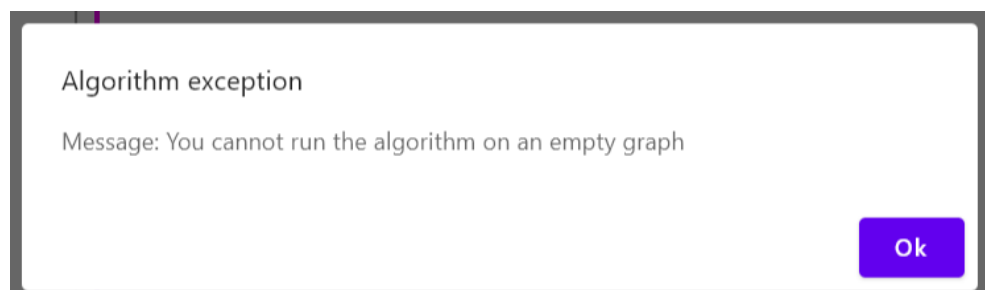 Algorithm exception
Message: You cannot run the algorithm on an empty graph
Ok